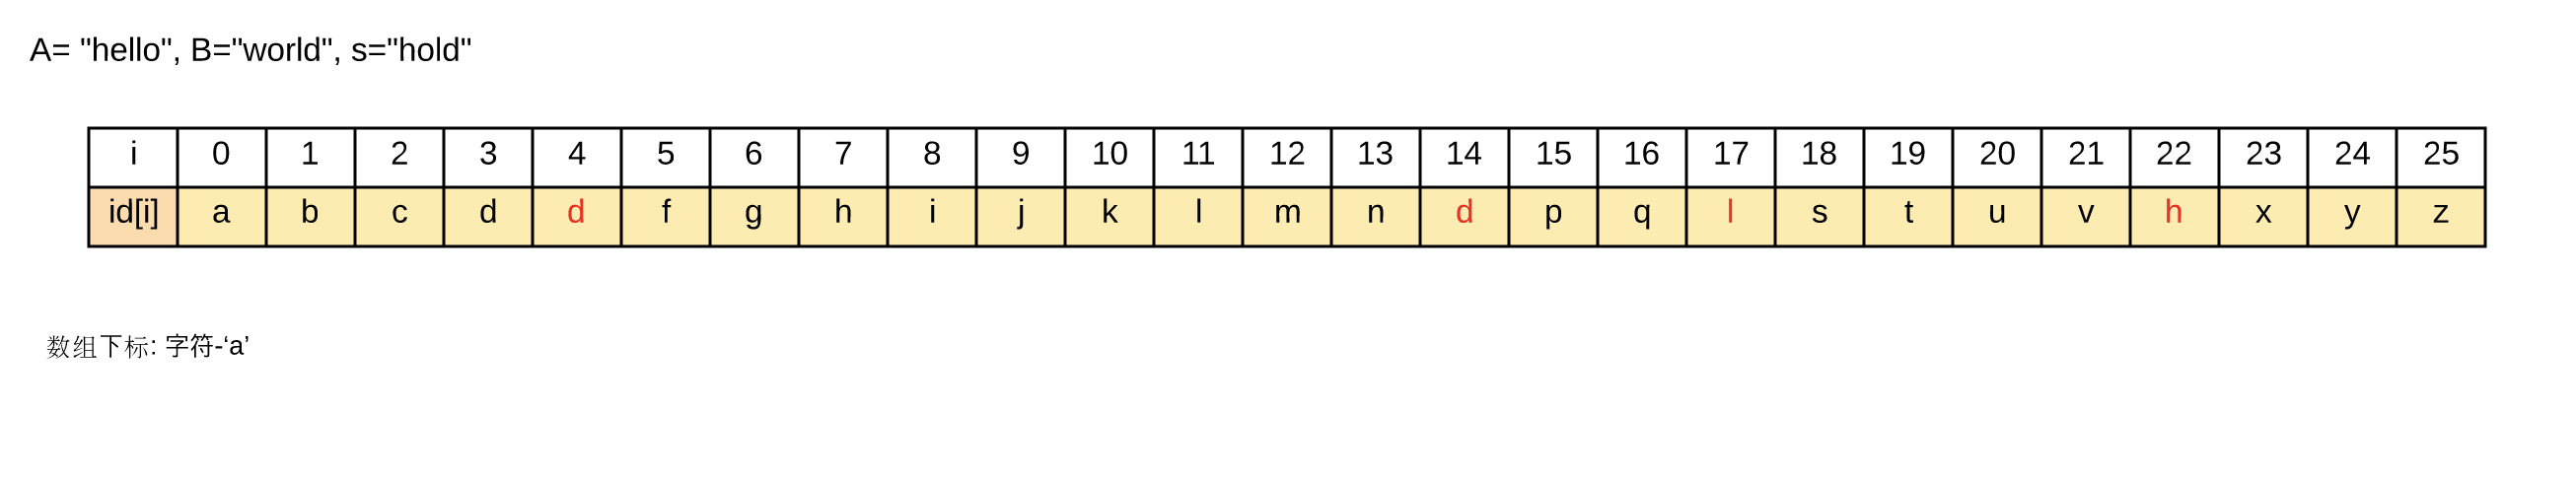 A= "hello", B="world", s="hold"
i 0 1 2 3 4 5 6 7 8 9 10 11 12 13 14 15 16 17 18 19 20 21 22 23 24 25
id[i] a b c d d f g h i j k l m n d p q l s t u v h x y z
数组下标: 字符-‘a’